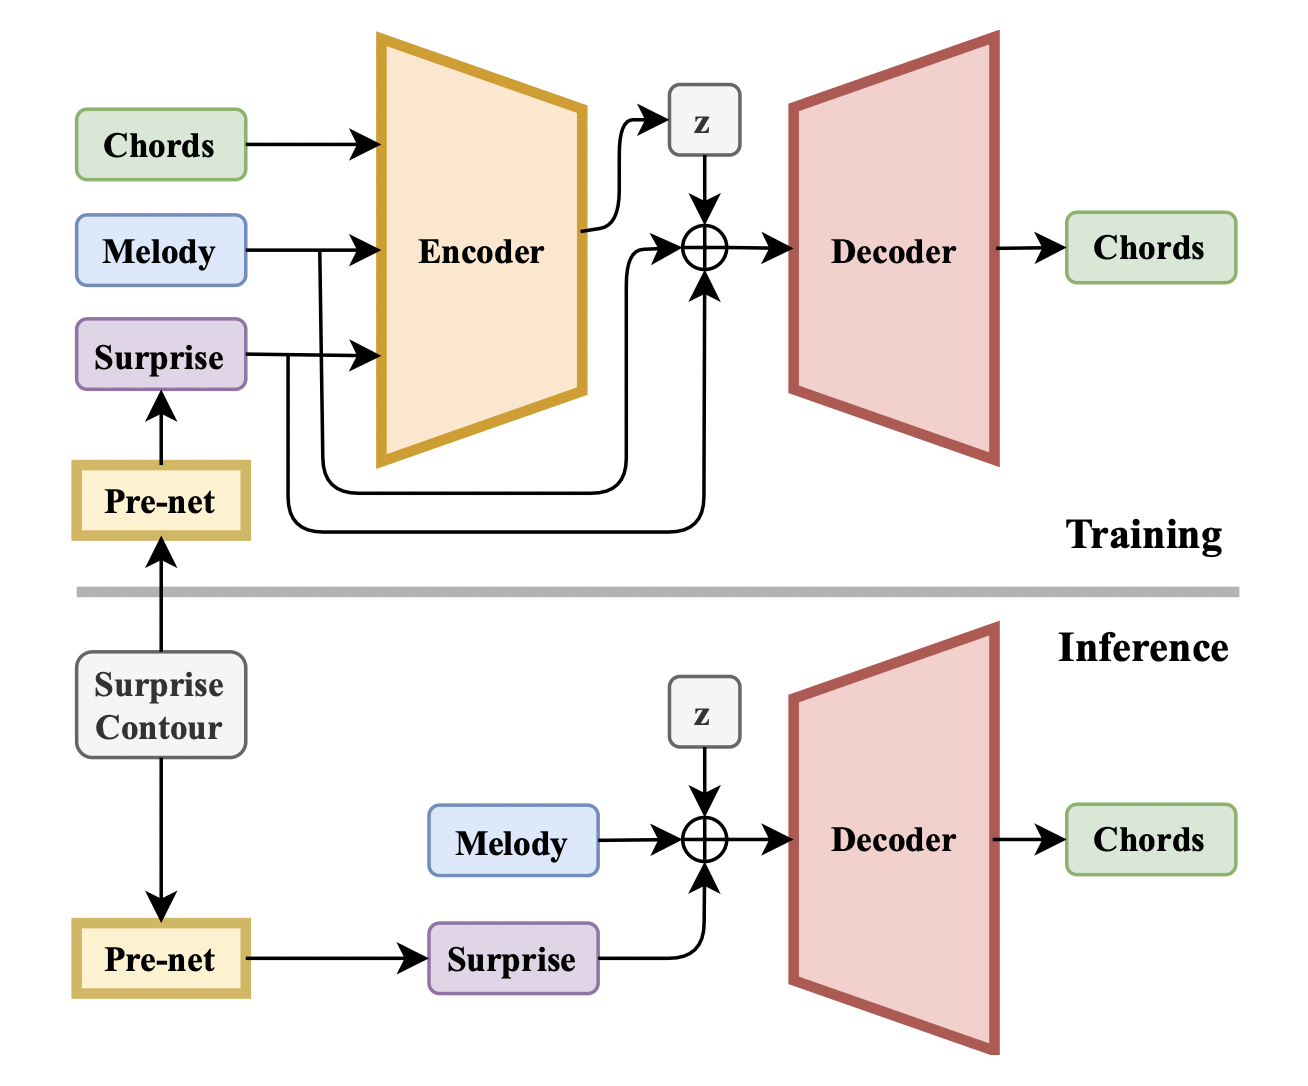 Chords
Melody
Surprise
Pre-net
Encoder
z
Decoder
Chords
Training
Inference
Surprise
Contour
Pre-net
Melody
Surprise
z
Decoder
Chords